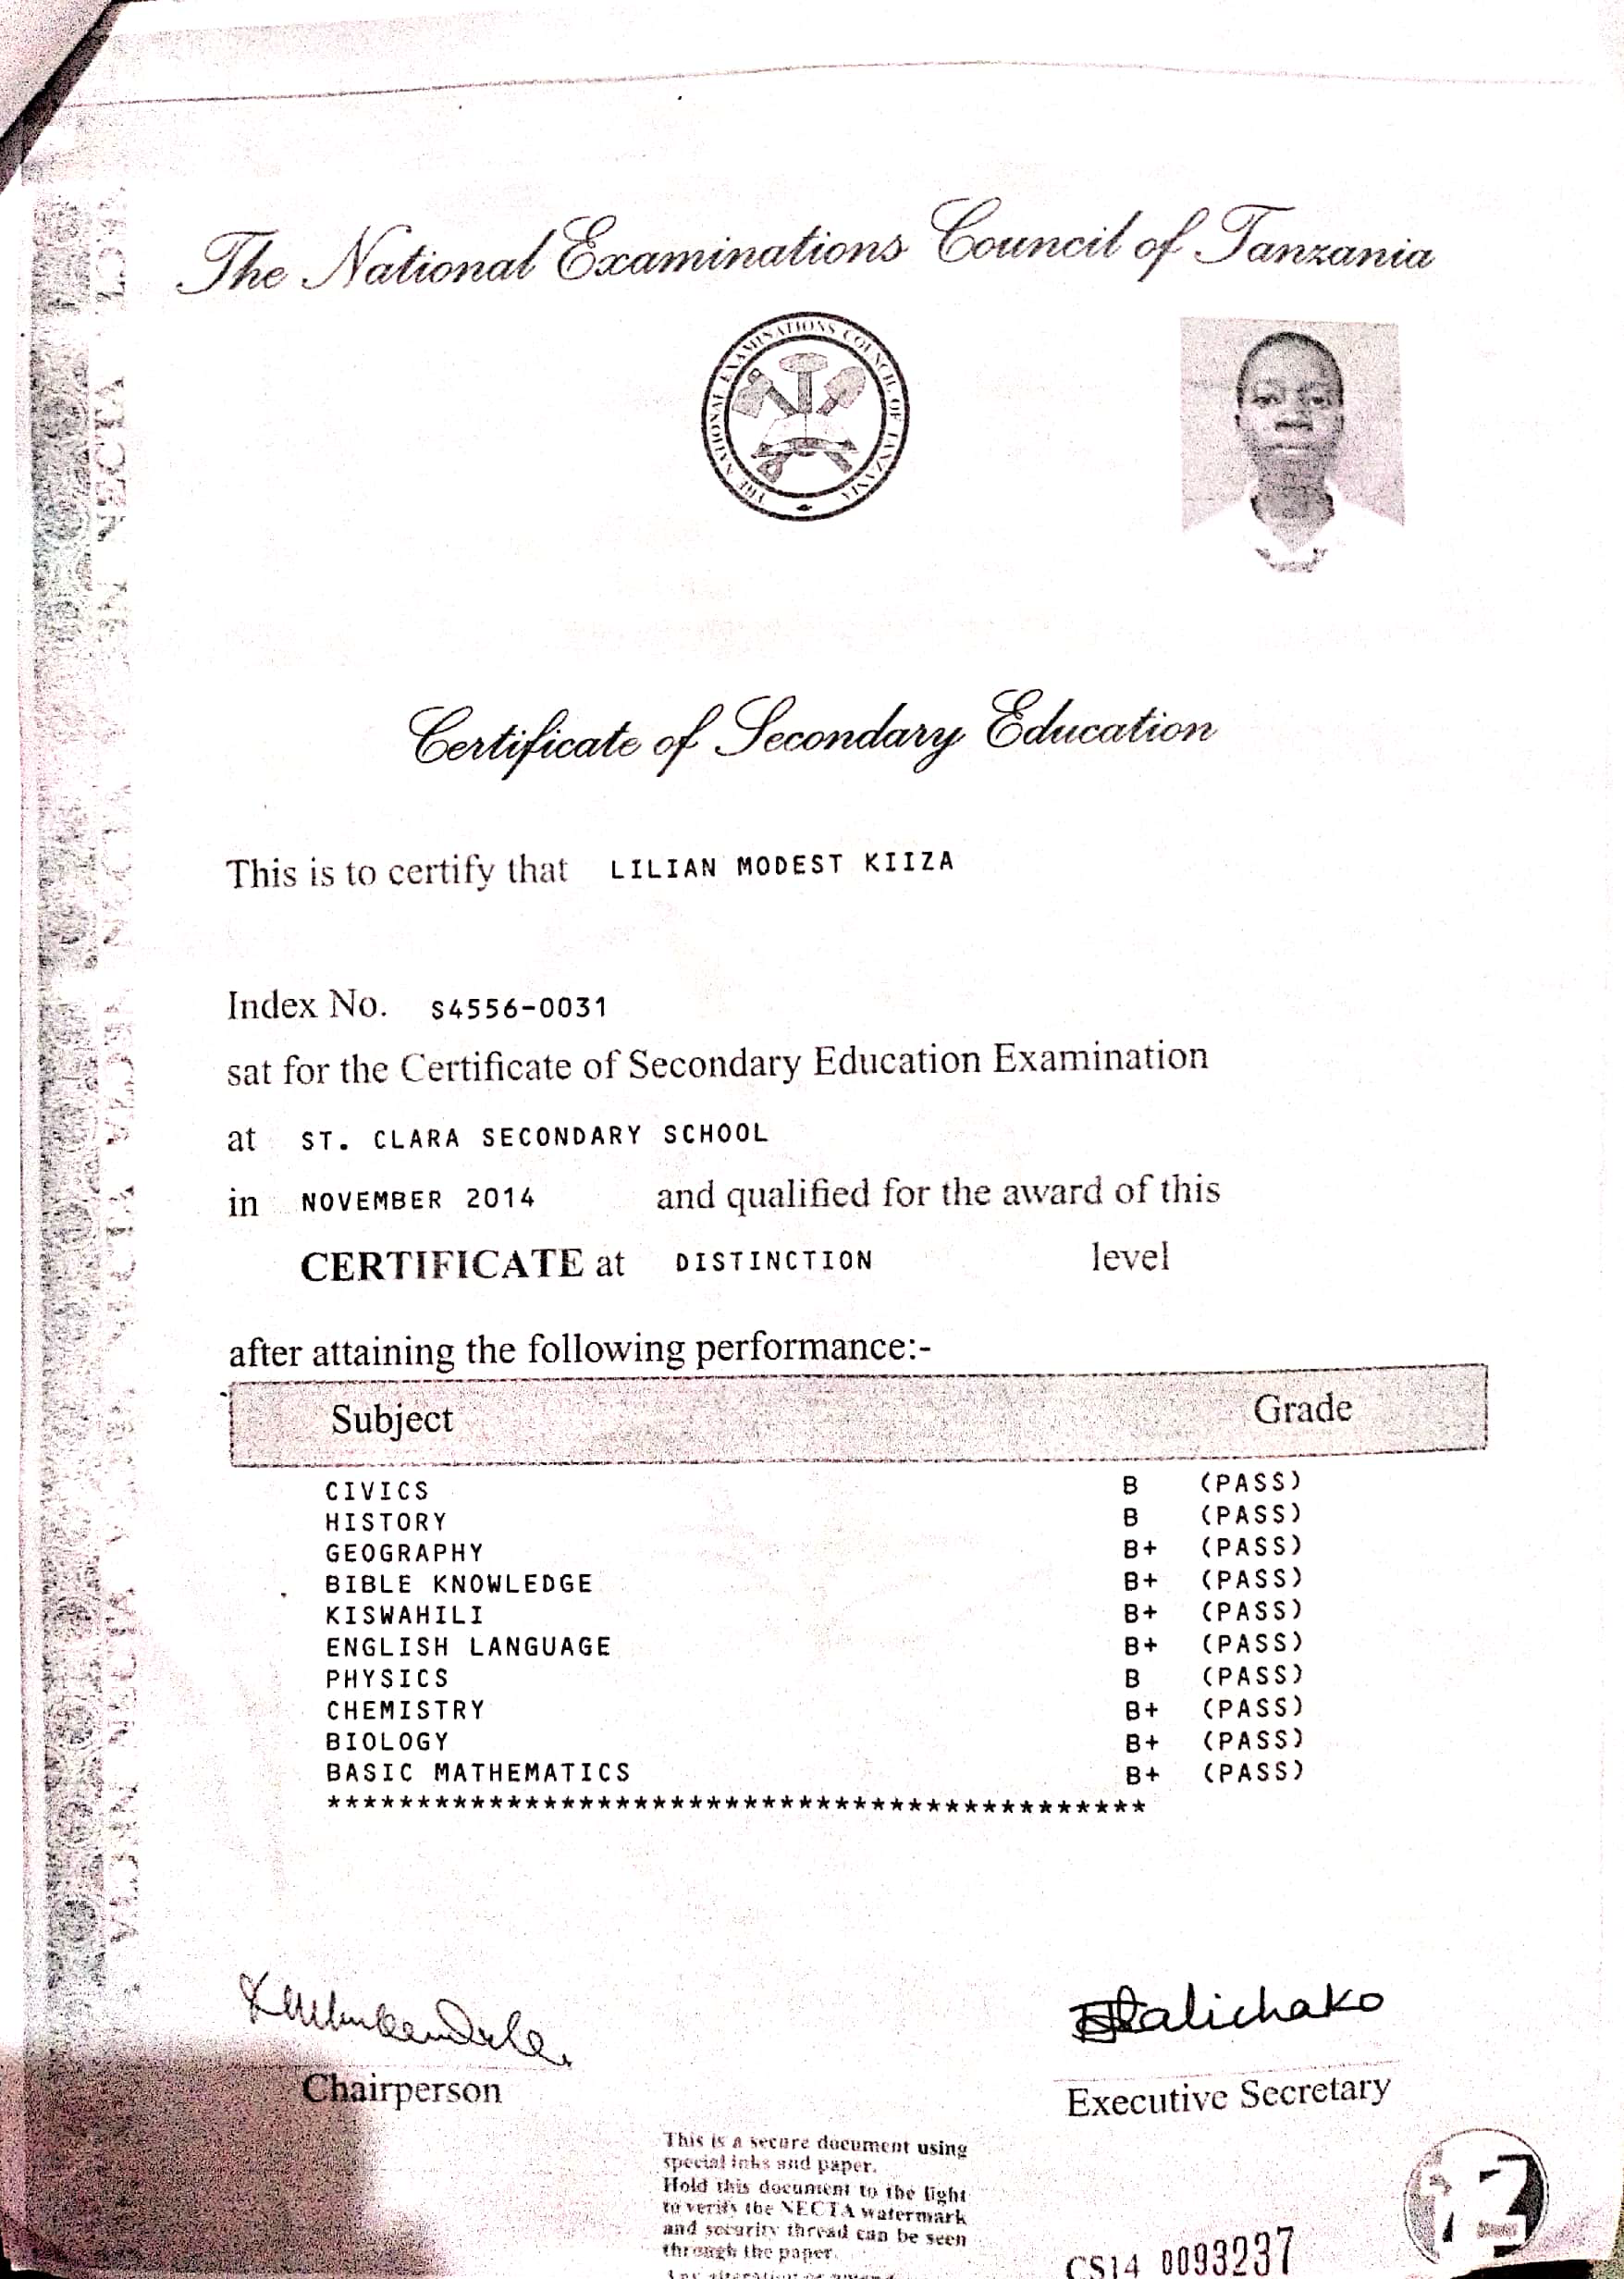 The National Examinations Council of Tanzania
THE NATIONAL EXAMINATIONS COUNCIL OF TANZANIA
Certificate of Secondary Education
This is to certify that LILIAN MODEST KIIZA
Index No. S4556-0031
sat for the Certificate of Secondary Education Examination
at ST. CLARA SECONDARY SCHOOL
in NOVEMBER 2014 and qualified for the award of this
CERTIFICATE at DISTINCTION level
after attaining the following performance:-
Subject Grade
CIVICS B (PASS)
HISTORY B (PASS)
GEOGRAPHY B+ (PASS)
BIBLE KNOWLEDGE B+ (PASS)
KISWAHILI B+ (PASS)
ENGLISH LANGUAGE B+ (PASS)
PHYSICS B (PASS)
CHEMISTRY B+ (PASS)
BIOLOGY B+ (PASS)
BASIC MATHEMATICS B+ (PASS)
**********************************************
Chairperson
Executive Secretary
This is a secure document using
special inks and paper.
Hold this document to the light
to verify the NECTA watermark
and security thread can be seen
through the paper.
CS14 0093237